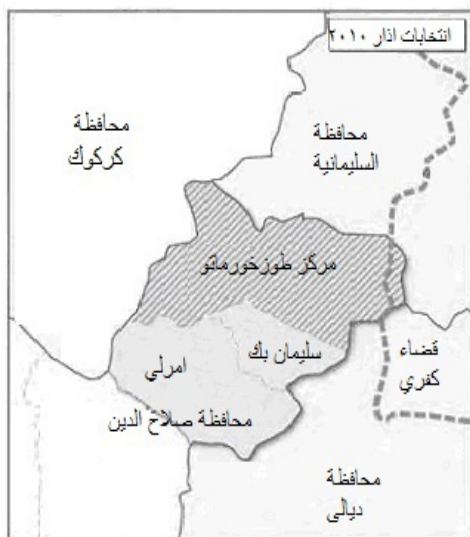 انتخابات اذار ٢٠١٠
محافظة
كركوك
محافظة
السليمانية
مركز طوزخورماتو
سليمان بك
امرلي
قضاء
كفري
محافظة صلاح الدين
محافظة
ديالى